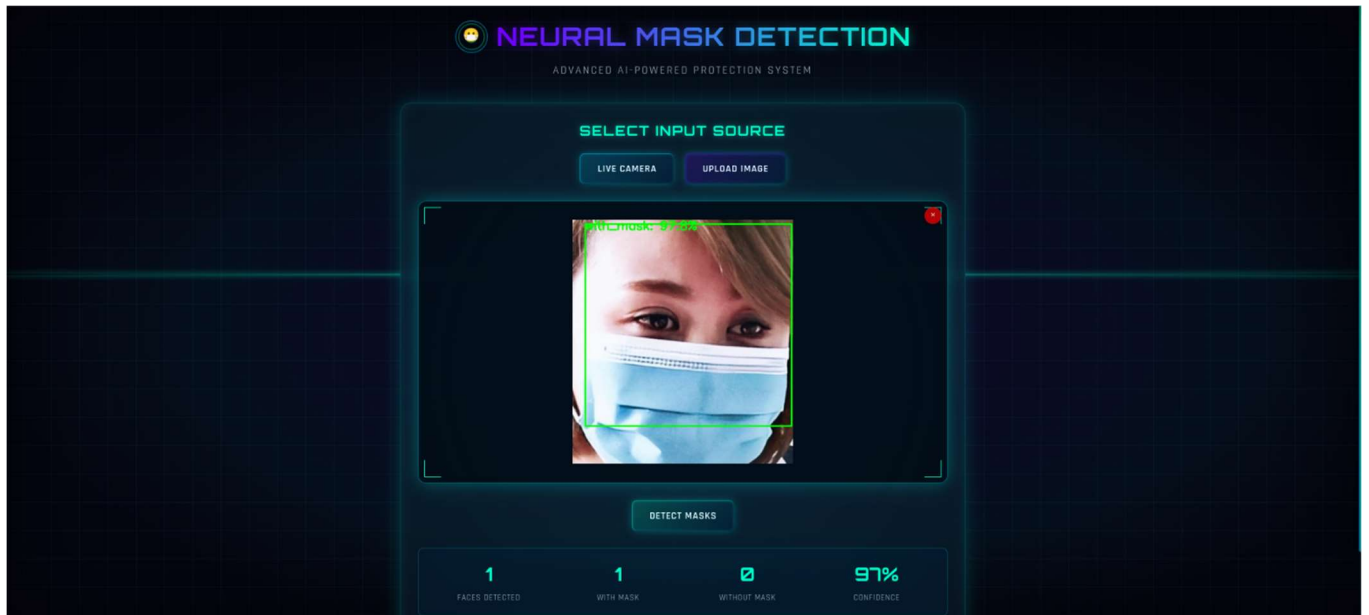 NEURAL MASK DETECTION
ADVANCED AI-POWERED PROTECTION SYSTEM
SELECT INPUT SOURCE
LIVE CAMERA UPLOAD IMAGE
×
with_mask:
DETECT MASKS
1 1 0 97%
FACES DETECTED WITH MASK WITHOUT MASK CONFIDENCE